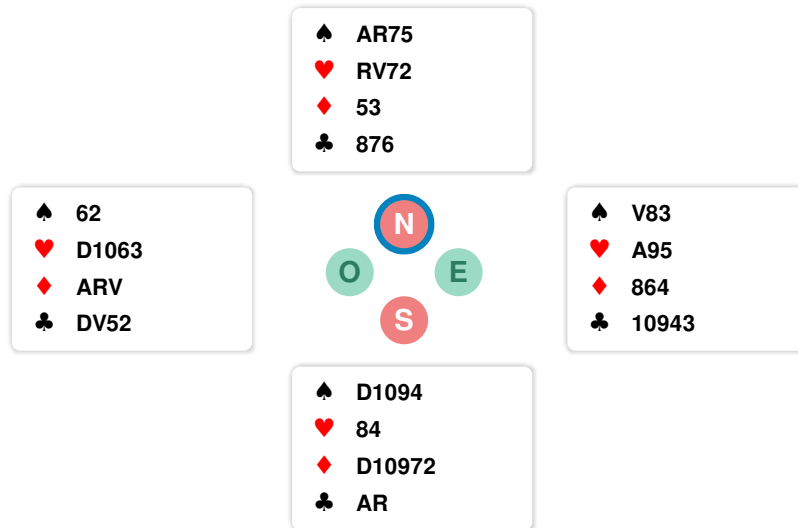 ♠ AR75
♥ RV72
♦ 53
♣ 876
♠ 62
♥ D1063
♦ ARV
♣ DV52
N
O E
S
♠ V83
♥ A95
♦ 864
♣ 10943
♠ D1094
♥ 84
♦ D10972
♣ AR